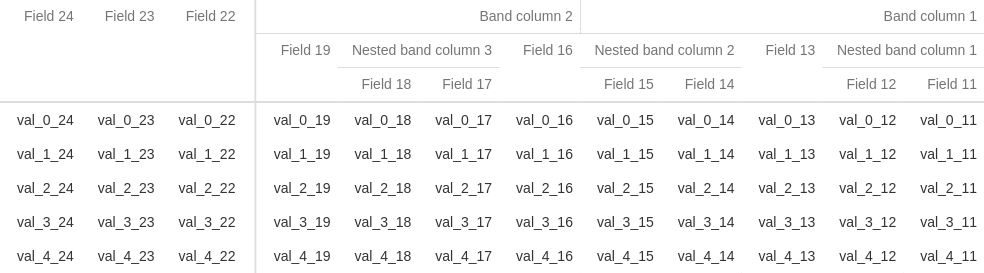 Field 24 Field 23 Field 22 Band column 2 Band column 1
Field 19 Nested band column 3 Field 16 Nested band column 2 Field 13 Nested band column 1
Field 18 Field 17 Field 15 Field 14 Field 12 Field 11
val_0_24 val_0_23 val_0_22 val_0_19 val_0_18 val_0_17 val_0_16 val_0_15 val_0_14 val_0_13 val_0_12 val_0_11
val_1_24 val_1_23 val_1_22 val_1_19 val_1_18 val_1_17 val_1_16 val_1_15 val_1_14 val_1_13 val_1_12 val_1_11
val_2_24 val_2_23 val_2_22 val_2_19 val_2_18 val_2_17 val_2_16 val_2_15 val_2_14 val_2_13 val_2_12 val_2_11
val_3_24 val_3_23 val_3_22 val_3_19 val_3_18 val_3_17 val_3_16 val_3_15 val_3_14 val_3_13 val_3_12 val_3_11
val_4_24 val_4_23 val_4_22 val_4_19 val_4_18 val_4_17 val_4_16 val_4_15 val_4_14 val_4_13 val_4_12 val_4_11